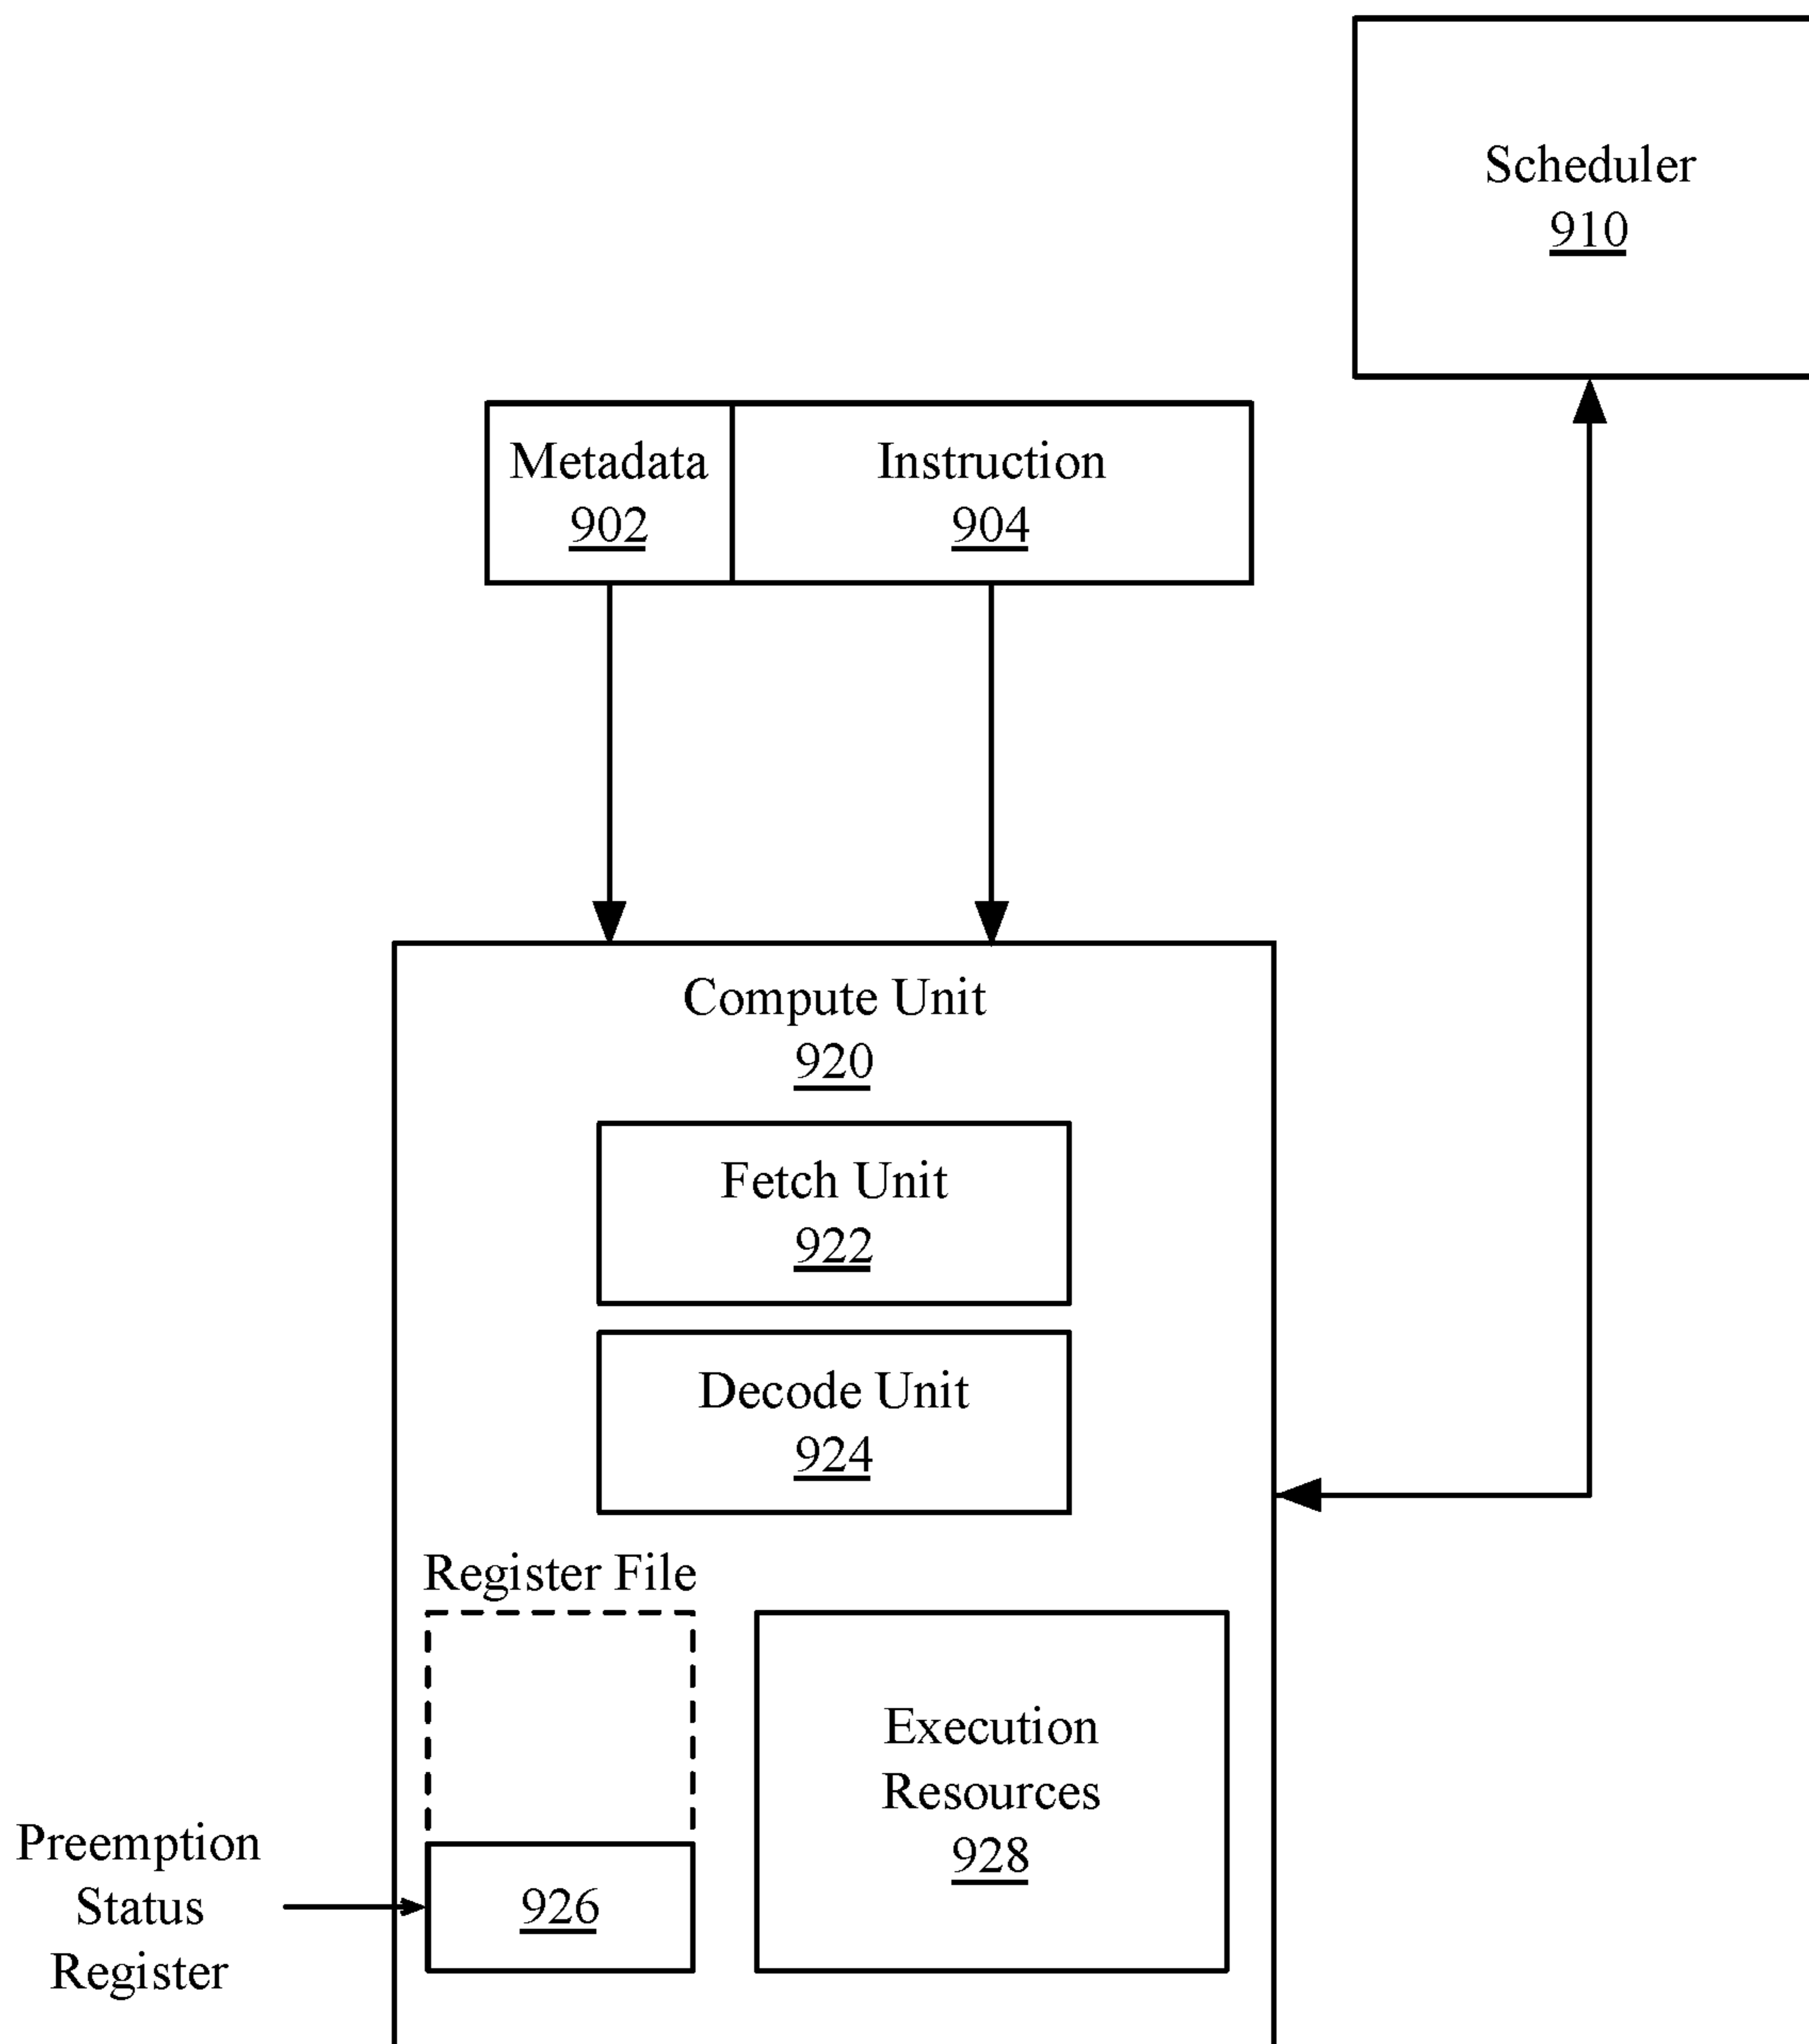 Scheduler
910
Metadata
902
Instruction
904
Compute Unit
920
Fetch Unit
922
Decode Unit
924
Register File
Execution
Resources
928
Preemption
Status
Register
926